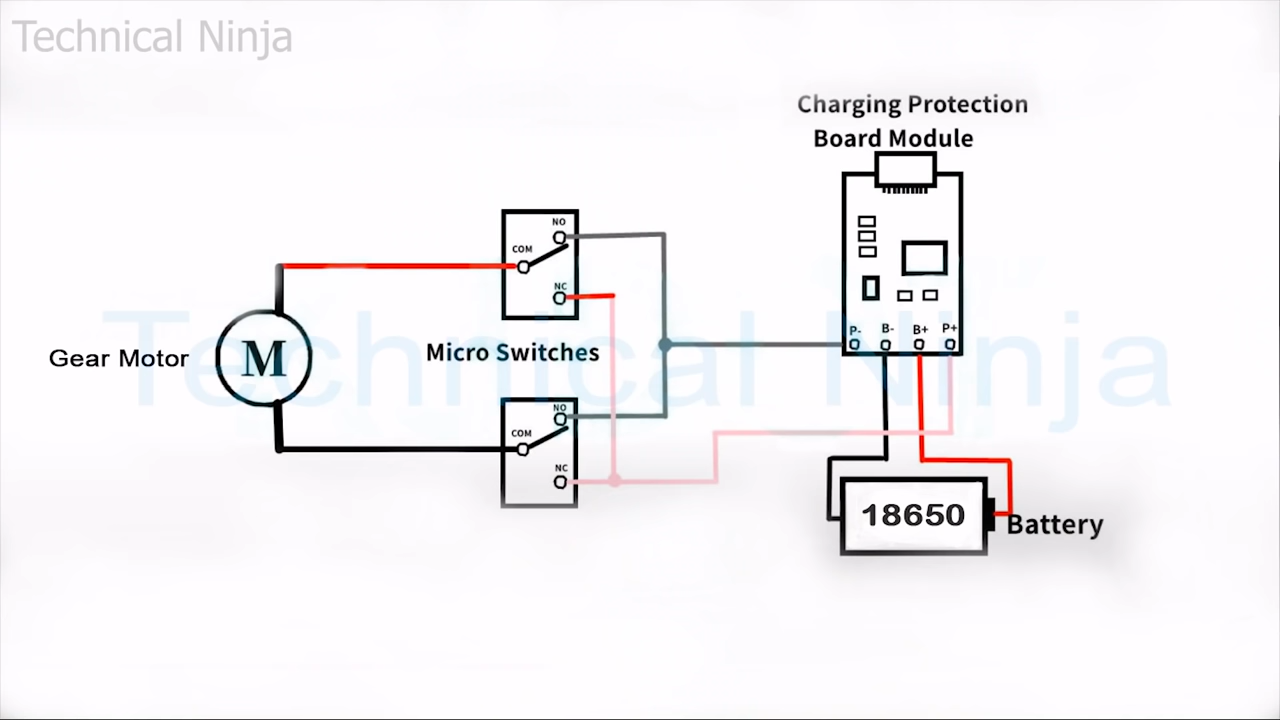 Technical Ninja
Charging Protection
Board Module
NO
COM
NC
Micro Switches
Gear Motor
M
P-
B-
B+
P+
NO
COM
NC
18650
Battery
Technical Ninja